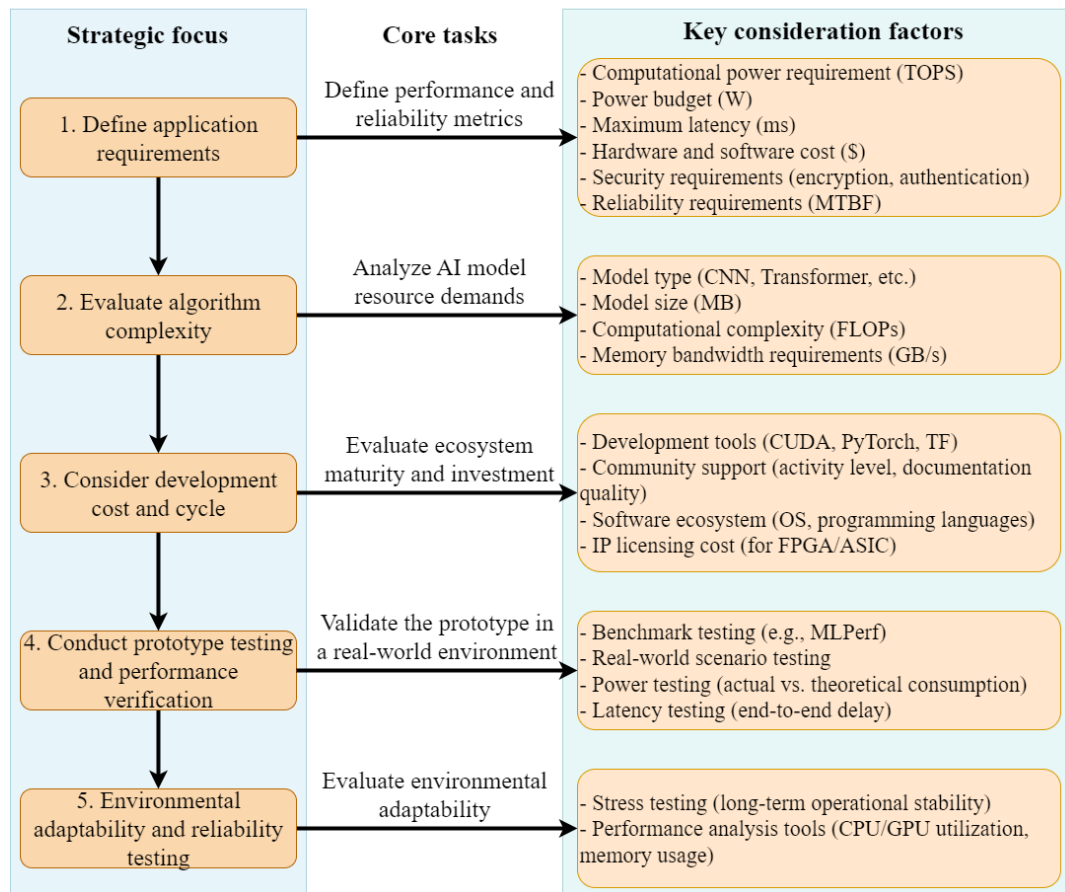 Strategic focus
Core tasks
Key consideration factors
1. Define application
requirements
Define performance and
reliability metrics
- Computational power requirement (TOPS)
- Power budget (W)
- Maximum latency (ms)
- Hardware and software cost ($)
- Security requirements (encryption, authentication)
- Reliability requirements (MTBF)
2. Evaluate algorithm
complexity
Analyze AI model
resource demands
- Model type (CNN, Transformer, etc.)
- Model size (MB)
- Computational complexity (FLOPs)
- Memory bandwidth requirements (GB/s)
3. Consider development
cost and cycle
Evaluate ecosystem
maturity and investment
- Development tools (CUDA, PyTorch, TF)
- Community support (activity level, documentation
quality)
- Software ecosystem (OS, programming languages)
- IP licensing cost (for FPGA/ASIC)
4. Conduct prototype testing
and performance
verification
Validate the prototype in
a real-world environment
- Benchmark testing (e.g., MLPerf)
- Real-world scenario testing
- Power testing (actual vs. theoretical consumption)
- Latency testing (end-to-end delay)
5. Environmental
adaptability and reliability
testing
Evaluate environmental
adaptability
- Stress testing (long-term operational stability)
- Performance analysis tools (CPU/GPU utilization,
memory usage)